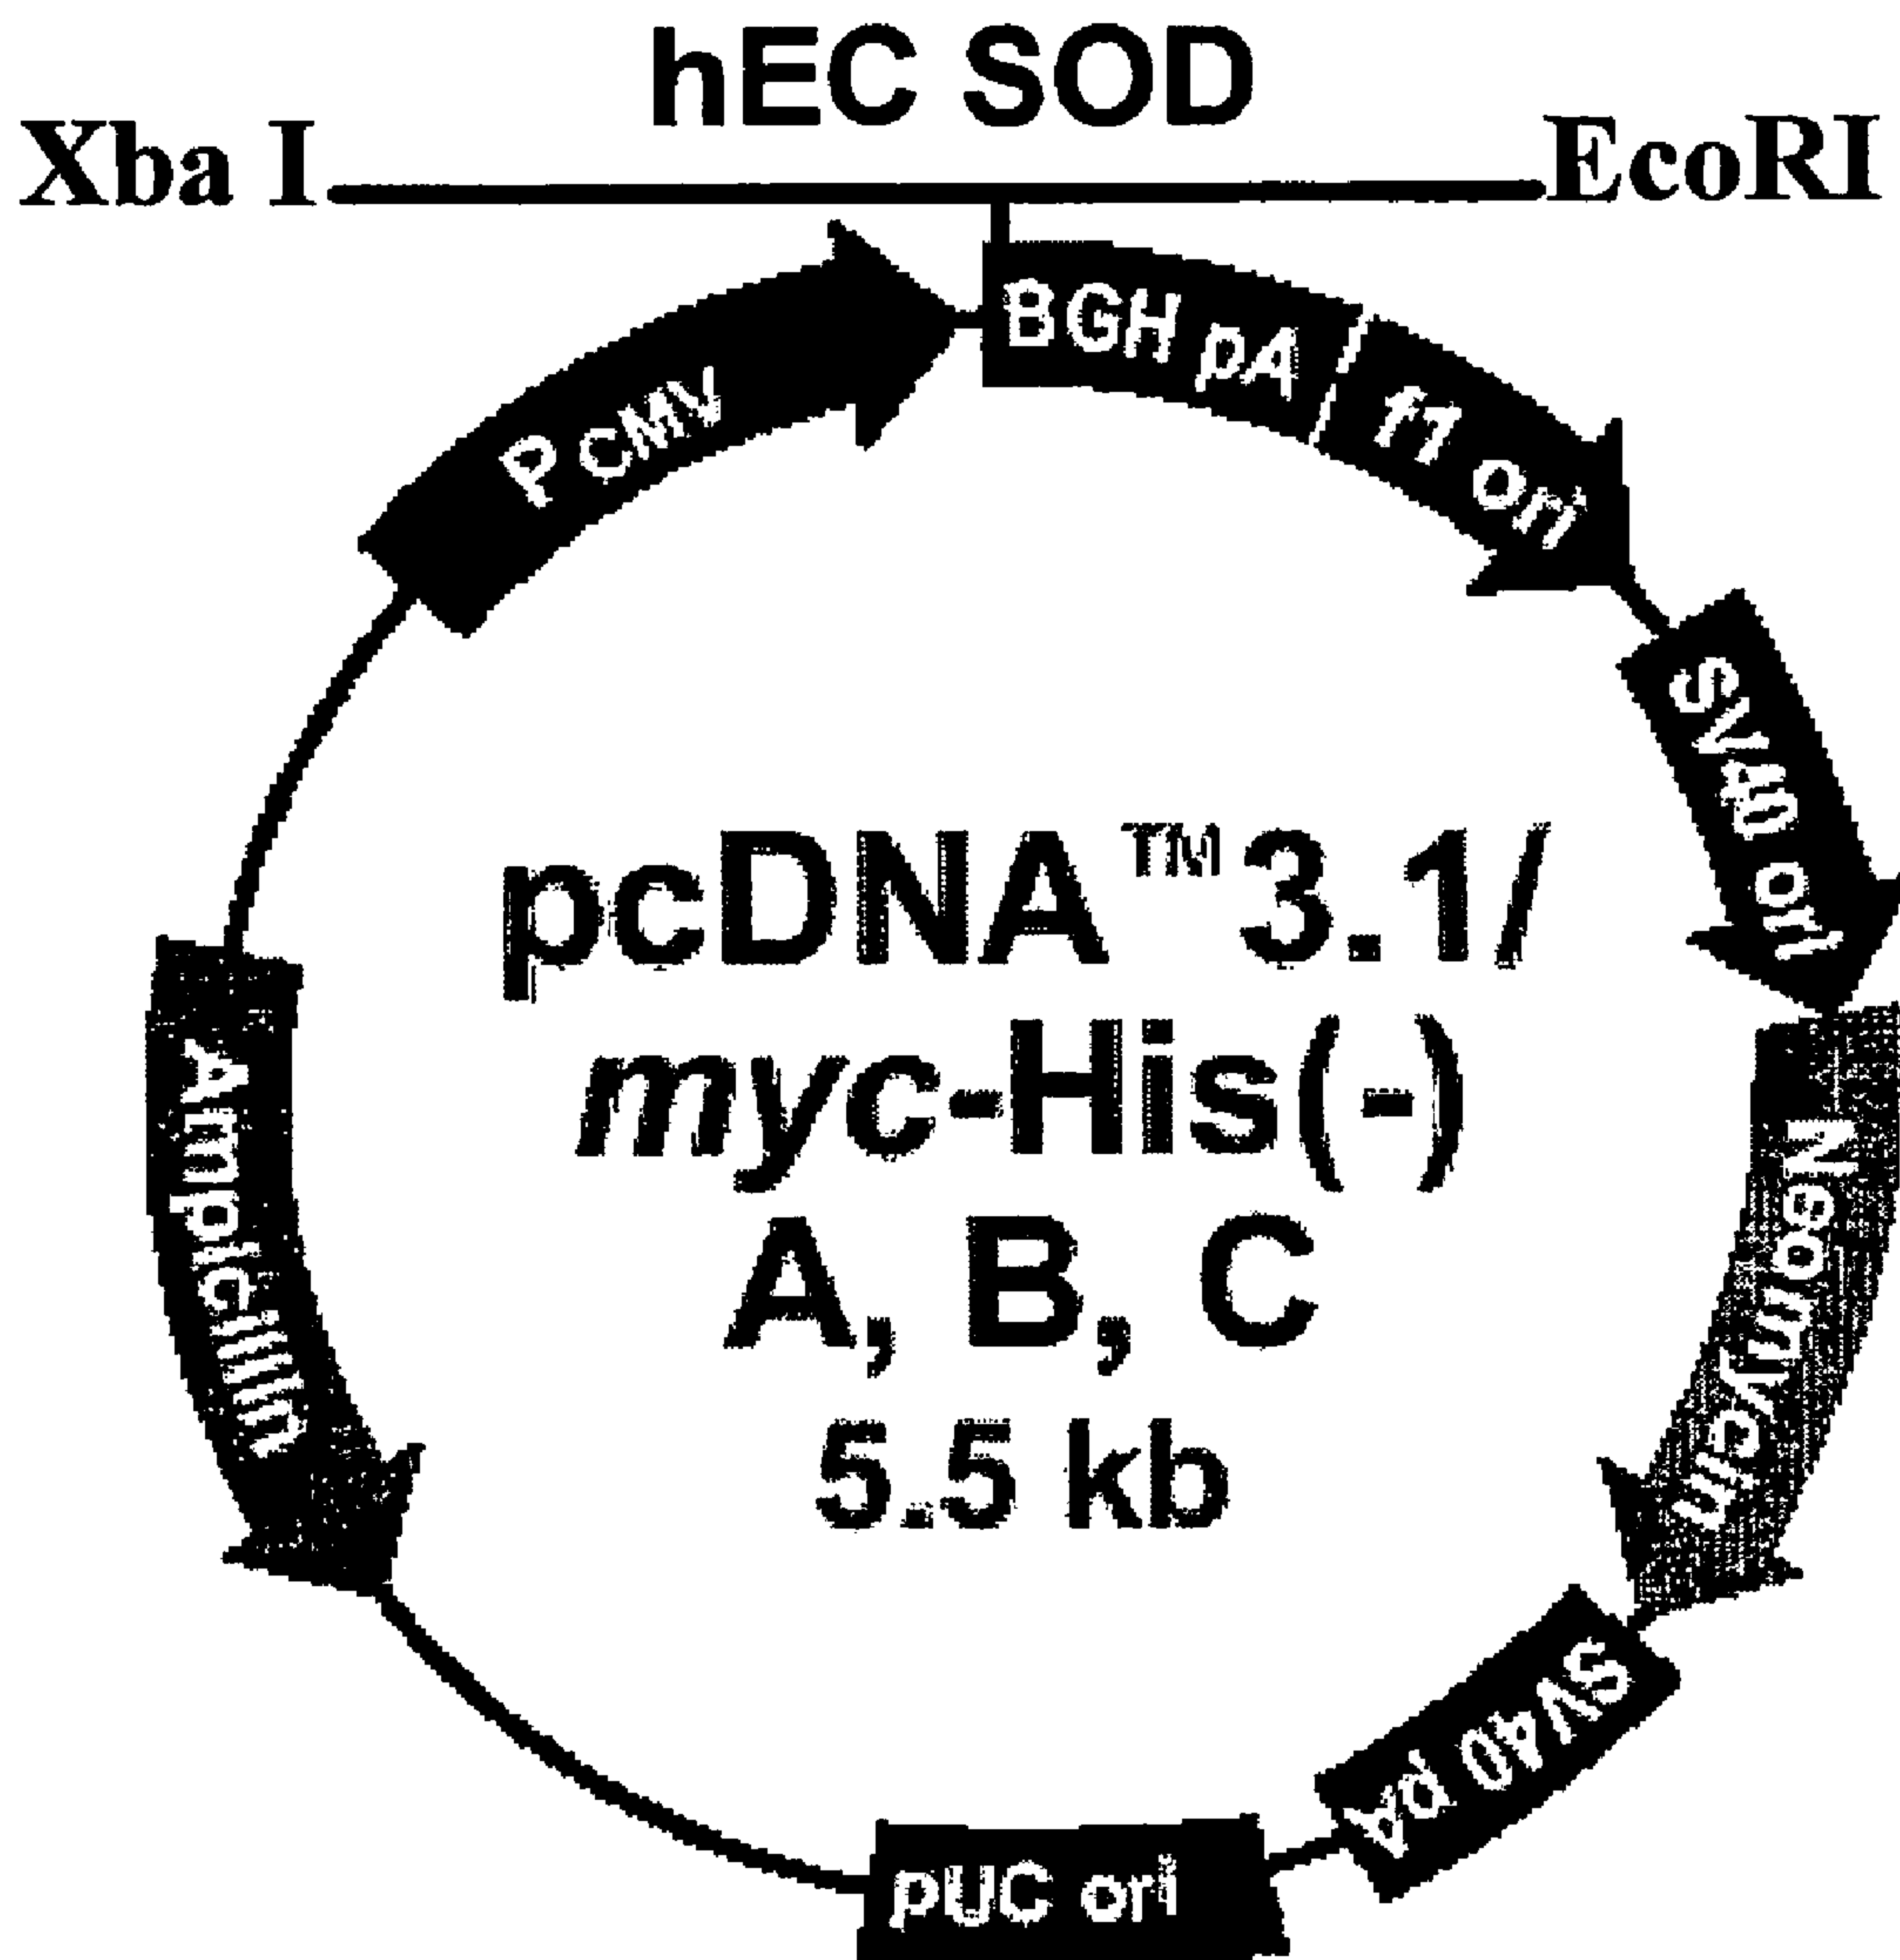 hEC SOD
Xba I
EcoRI
P CMV
BGH pA
f1 ori
SV40 ori
Neomycin
SV40 pA
pUC ori
Ampicillin
pcDNA™3.1/
myc-His(-)
A, B, C
5.5 kb